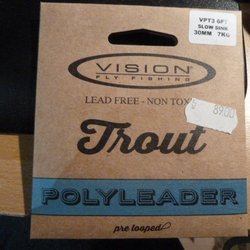 VPT3 6FT
SLOW SINK
30MM 7KG
VISION
FLY FISHING
LEAD FREE - NON TOX
8900
Trout
POLYLEADER
pre looped